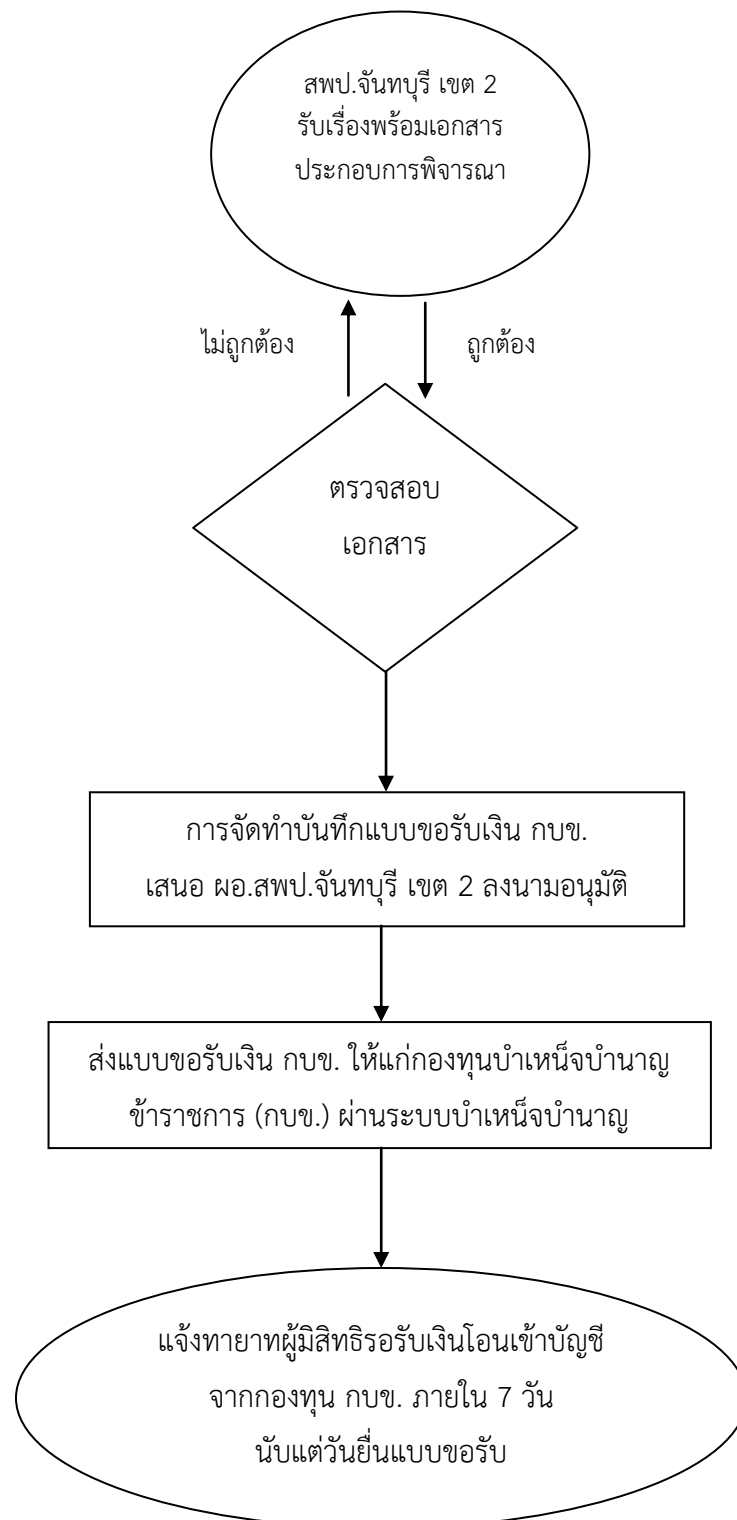 สพป.จันทบุรี เขต 2
รับเรื่องพร้อมเอกสาร
ประกอบการพิจารณา
ไม่ถูกต้อง
ถูกต้อง
ตรวจสอบ
เอกสาร
การจัดทำบันทึกแบบขอรับเงิน กบข.
เสนอ ผอ.สพป.จันทบุรี เขต 2 ลงนามอนุมัติ
ส่งแบบขอรับเงิน กบข. ให้แก่กองทุนบำเหน็จบำนาญ
ข้าราชการ (กบข.) ผ่านระบบบำเหน็จบำนาญ
แจ้งทายาทผู้มิสิทธิรอรับเงินโอนเข้าบัญชี
จากกองทุน กบข. ภายใน 7 วัน
นับแต่วันยื่นแบบขอรับ